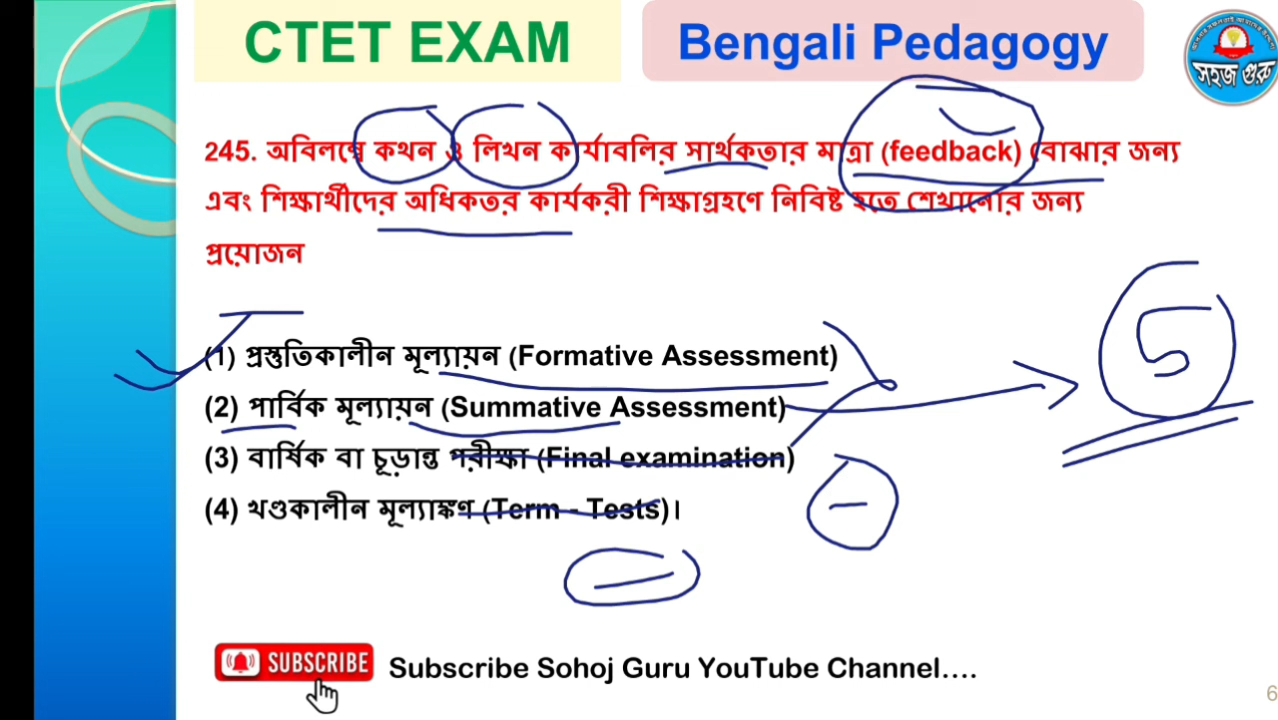 CTET EXAM
Bengali Pedagogy
সহজ গুরু
245. অবিলম্বে কথন ও লিখন কার্যাবলির সার্থকতার মাত্রা (feedback) বোঝার জন্য
এবং শিক্ষার্থীদের অধিকতর কার্যকরী শিক্ষাগ্রহণে নিবিষ্ট হতে শেখানোর জন্য
প্রয়োজন
(1) প্রস্তুতিকালীন মূল্যায়ন (Formative Assessment)
(2) পার্বিক মূল্যায়ন (Summative Assessment)
5
(3) বার্ষিক বা চূড়ান্ত পরীক্ষা (Final examination)
(4) খণ্ডকালীন মূল্যাঙ্কণ (Term - Tests)।
SUBSCRIBE
Subscribe Sohoj Guru YouTube Channel....
6